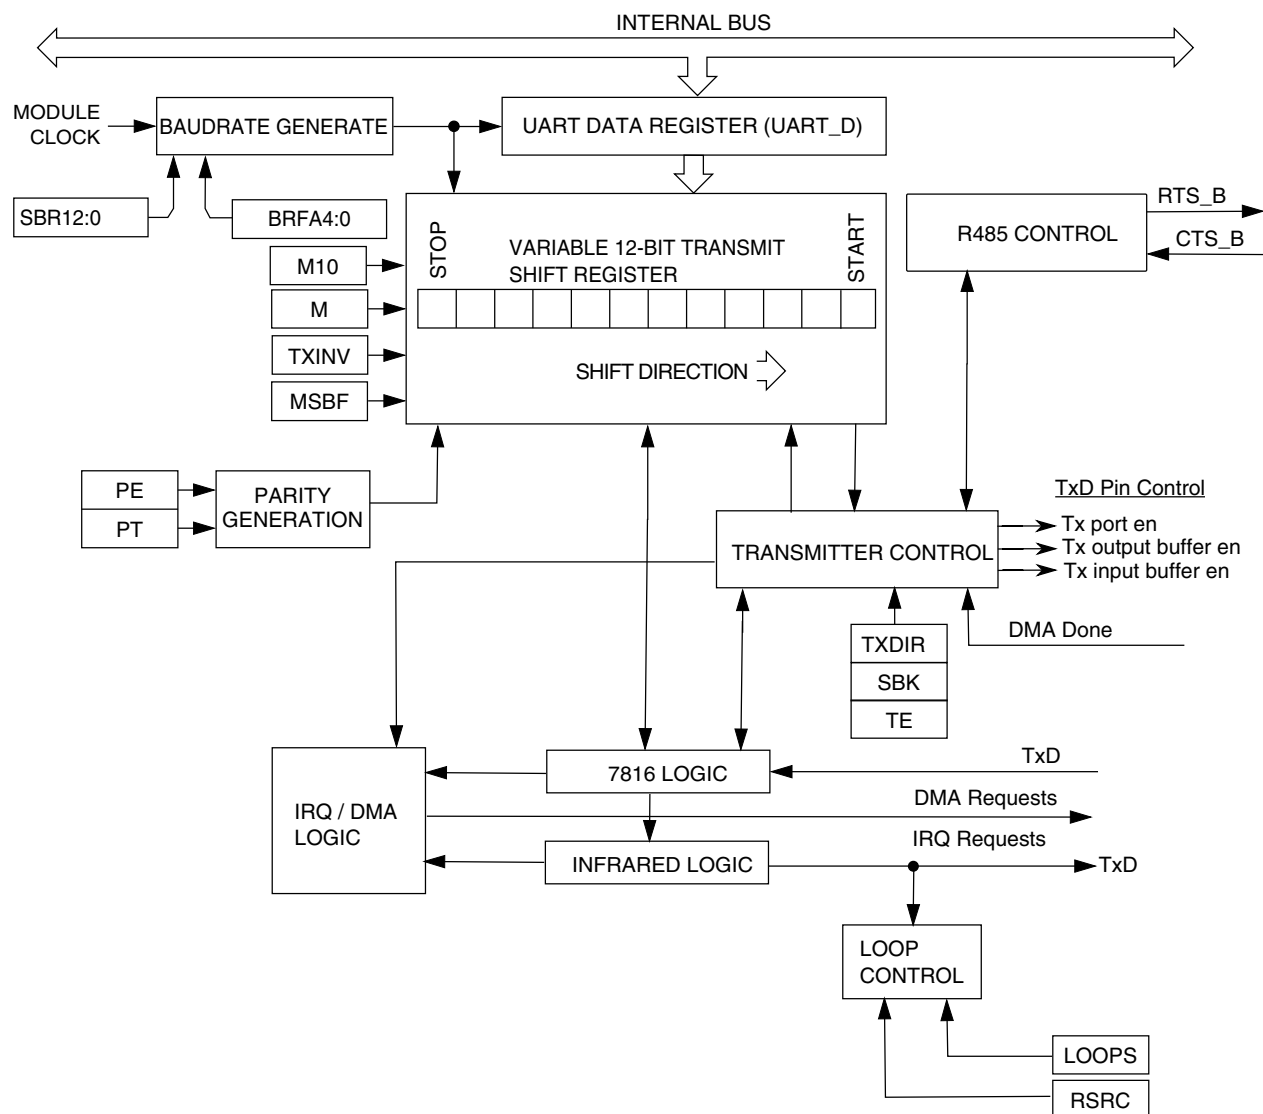 INTERNAL BUS
MODULE
CLOCK
BAUDRATE GENERATE
UART DATA REGISTER (UART_D)
SBR12:0
BRFA4:0
RTS_B
R485 CONTROL
CTS_B
STOP
VARIABLE 12-BIT TRANSMIT
SHIFT REGISTER
START
M10
M
TXINV
MSBF
SHIFT DIRECTION
PE
PT
PARITY
GENERATION
TxD Pin Control
Tx port en
Tx output buffer en
Tx input buffer en
TRANSMITTER CONTROL
DMA Done
TXDIR
SBK
TE
7816 LOGIC
TxD
IRQ / DMA
LOGIC
DMA Requests
IRQ Requests
INFRARED LOGIC
TxD
LOOP
CONTROL
LOOPS
RSRC